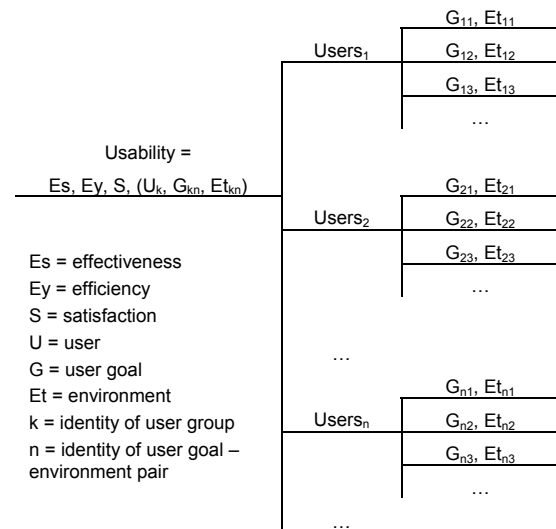 Usability =
Es, Ey, S, (Uₖ, Gₖₙ, Etₖₙ)
Es = effectiveness
Ey = efficiency
S = satisfaction
U = user
G = user goal
Et = environment
k = identity of user group
n = identity of user goal –
environment pair
Users₁
G₁₁, Et₁₁
G₁₂, Et₁₂
G₁₃, Et₁₃
…
Users₂
G₂₁, Et₂₁
G₂₂, Et₂₂
G₂₃, Et₂₃
…
…
Usersₙ
Gₙ₁, Etₙ₁
Gₙ₂, Etₙ₂
Gₙ₃, Etₙ₃
…
…